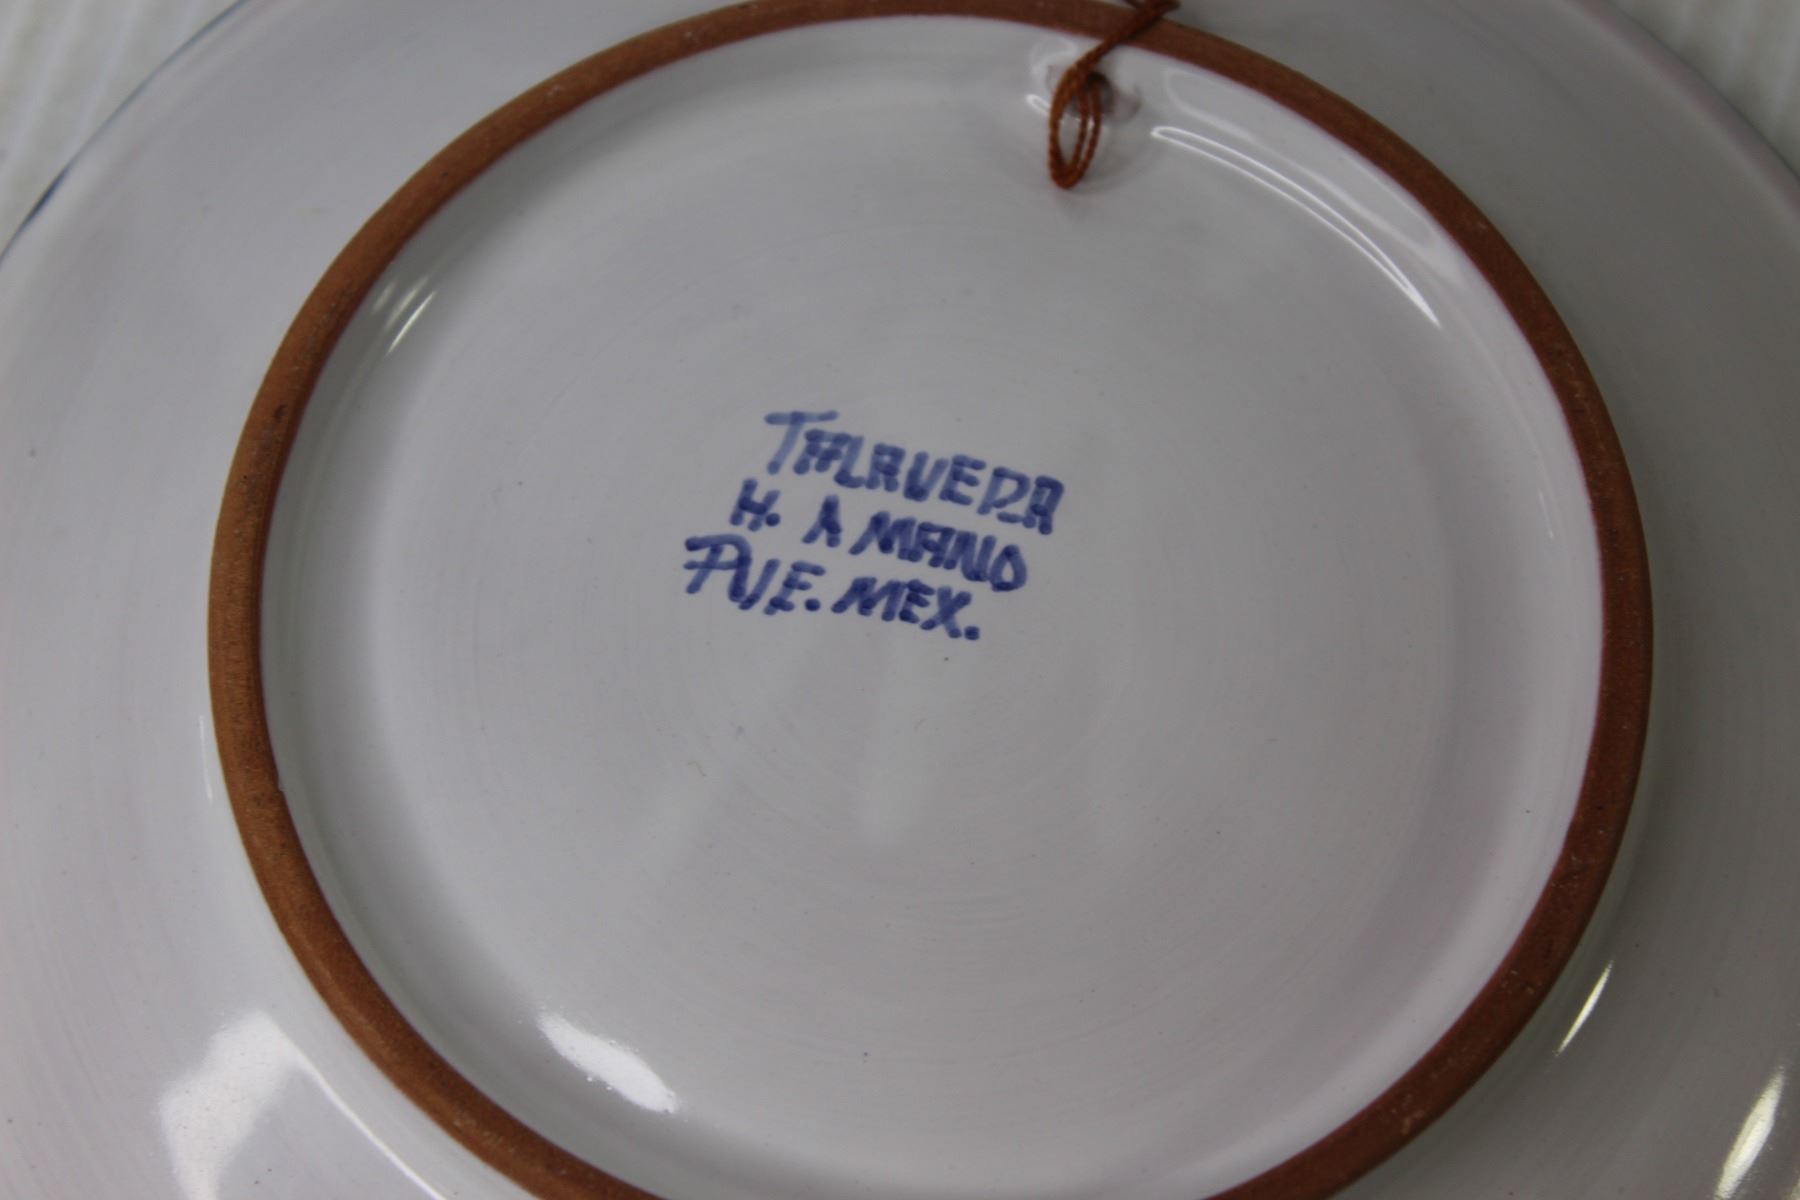 TALAVERA
H. A MANO
PUE. MEX.